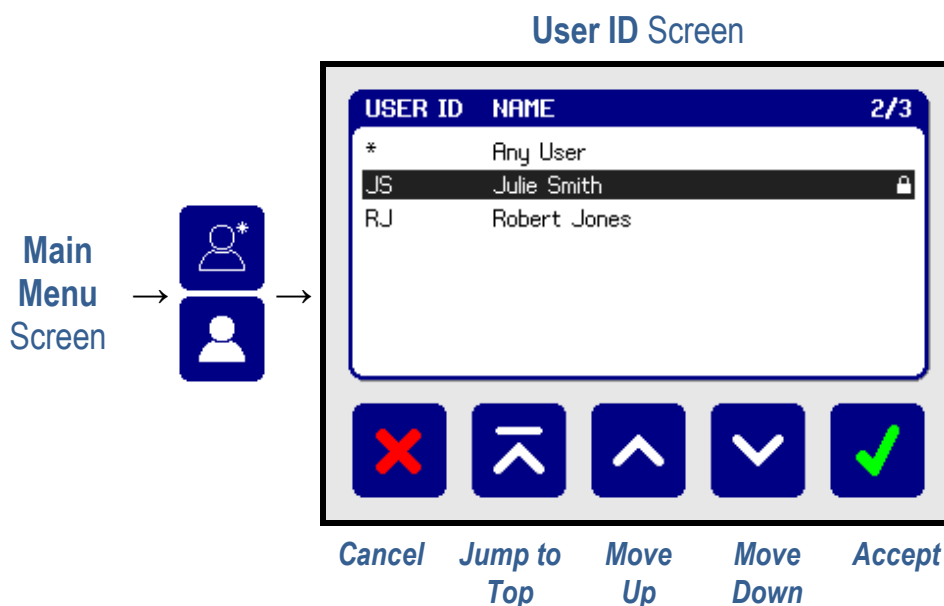 User ID Screen
USER ID NAME 2/3
* Any User
JS Julie Smith
RJ Robert Jones
Main
Menu
Screen
→ * →
Cancel Jump to Move Move Accept
Top Up Down